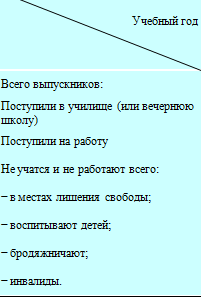 Учебный год
Всего выпускников:
Поступили в училище (или вечернюю
школу)
Поступили на работу
Не учатся и не работают всего:
– в местах лишения свободы;
– воспитывают детей;
– бродяжничают;
– инвалиды.